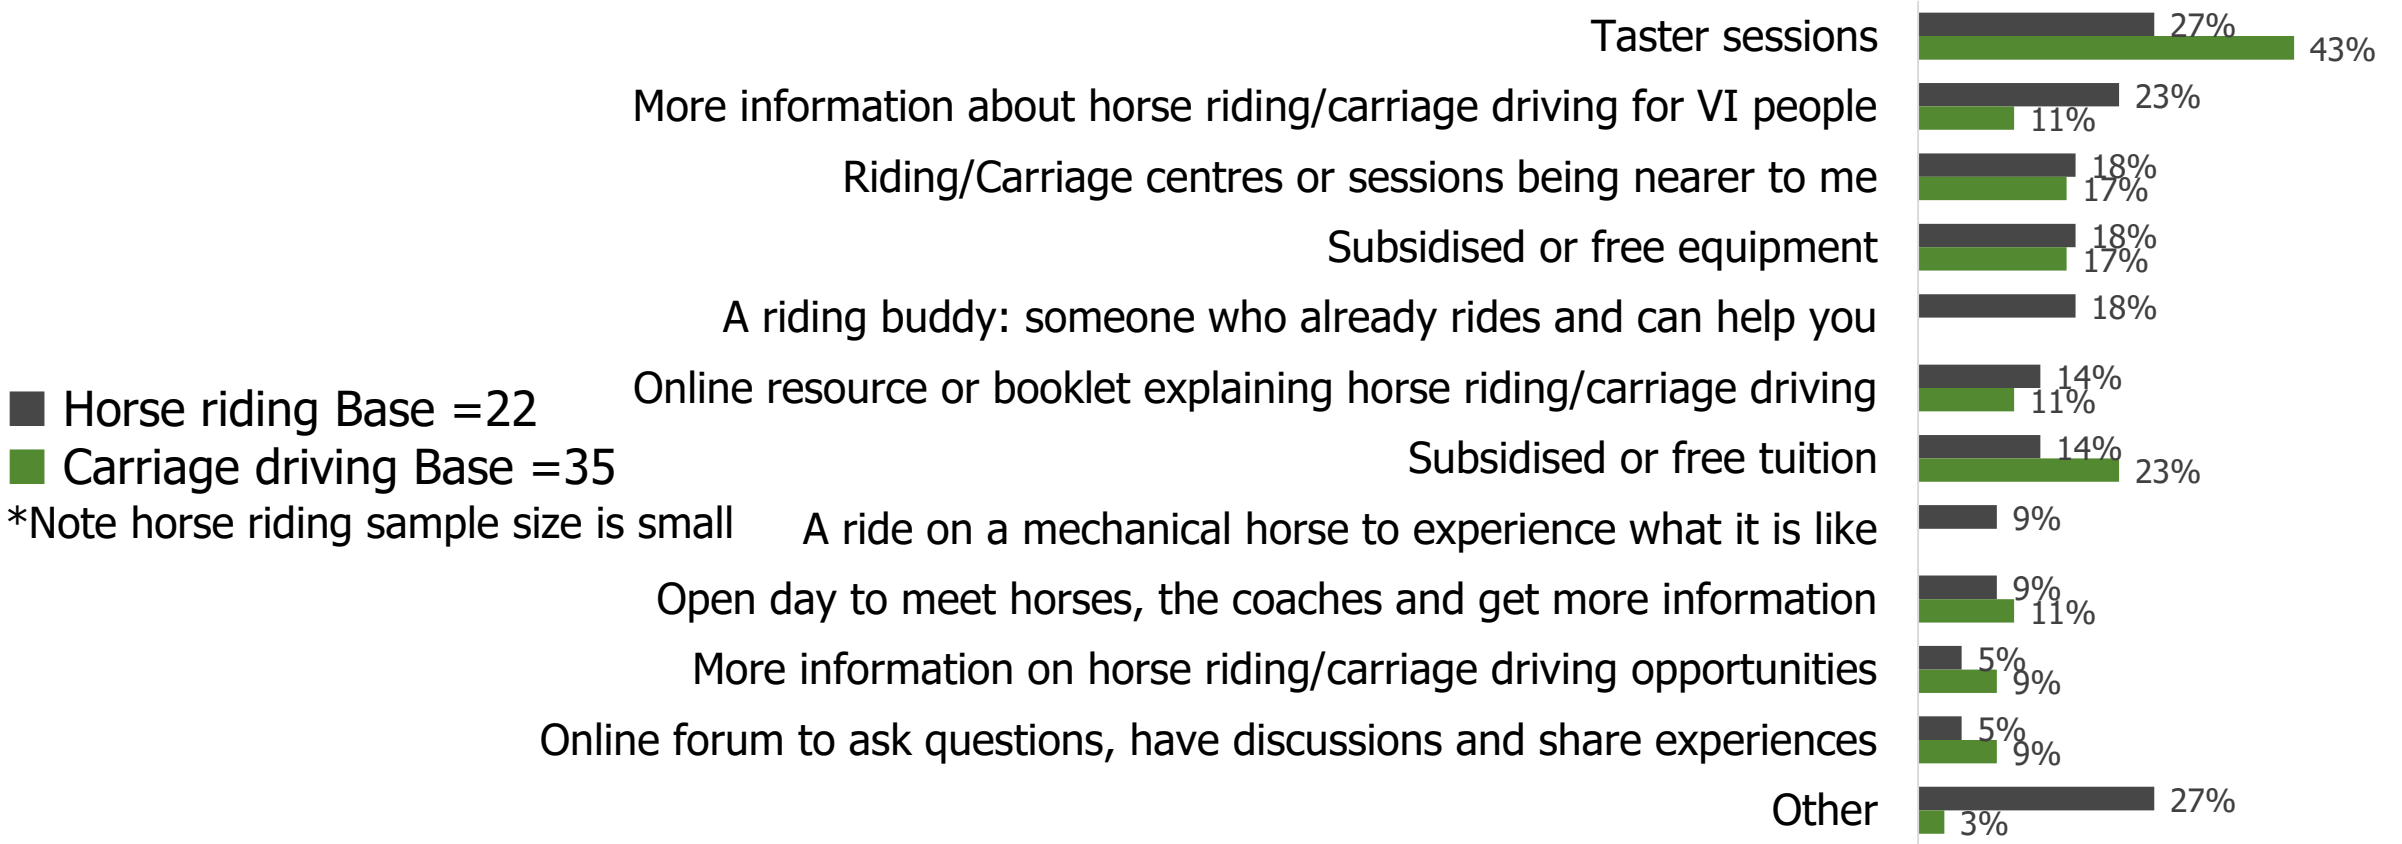 Taster sessions
27%
43%
More information about horse riding/carriage driving for VI people
23%
11%
Riding/Carriage centres or sessions being nearer to me
18%
17%
Subsidised or free equipment
18%
17%
A riding buddy: someone who already rides and can help you
18%
Online resource or booklet explaining horse riding/carriage driving
14%
11%
Subsidised or free tuition
14%
23%
A ride on a mechanical horse to experience what it is like
9%
Open day to meet horses, the coaches and get more information
9%
11%
More information on horse riding/carriage driving opportunities
5%
9%
Online forum to ask questions, have discussions and share experiences
5%
9%
Other
27%
3%
Horse riding Base =22
Carriage driving Base =35
*Note horse riding sample size is small